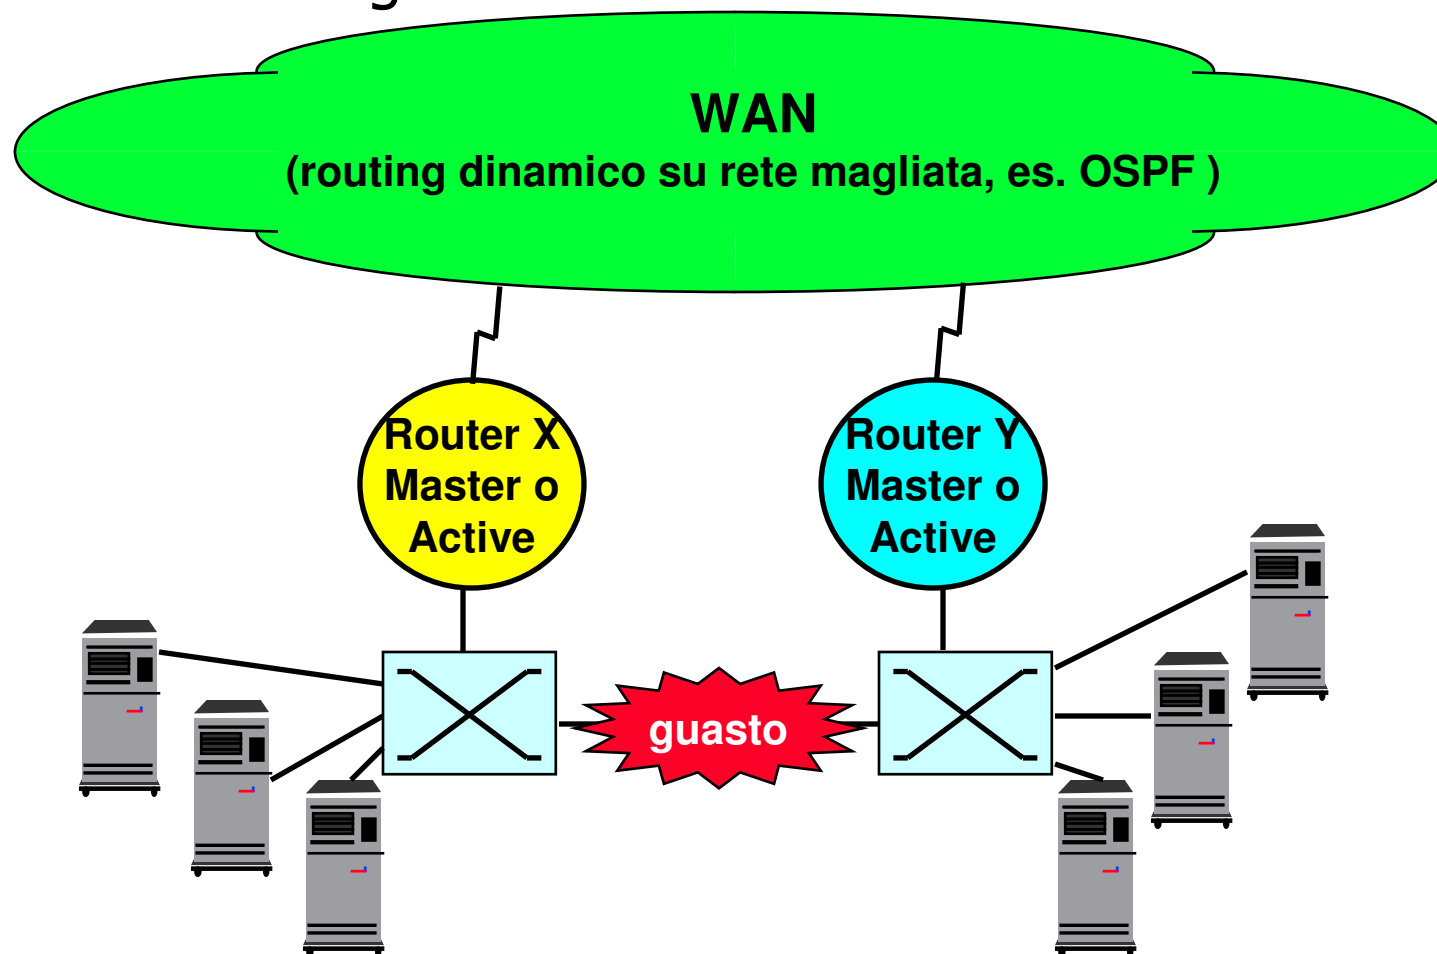 WAN
(routing dinamico su rete magliata, es. OSPF )
Router X
Master o
Active
Router Y
Master o
Active
guasto